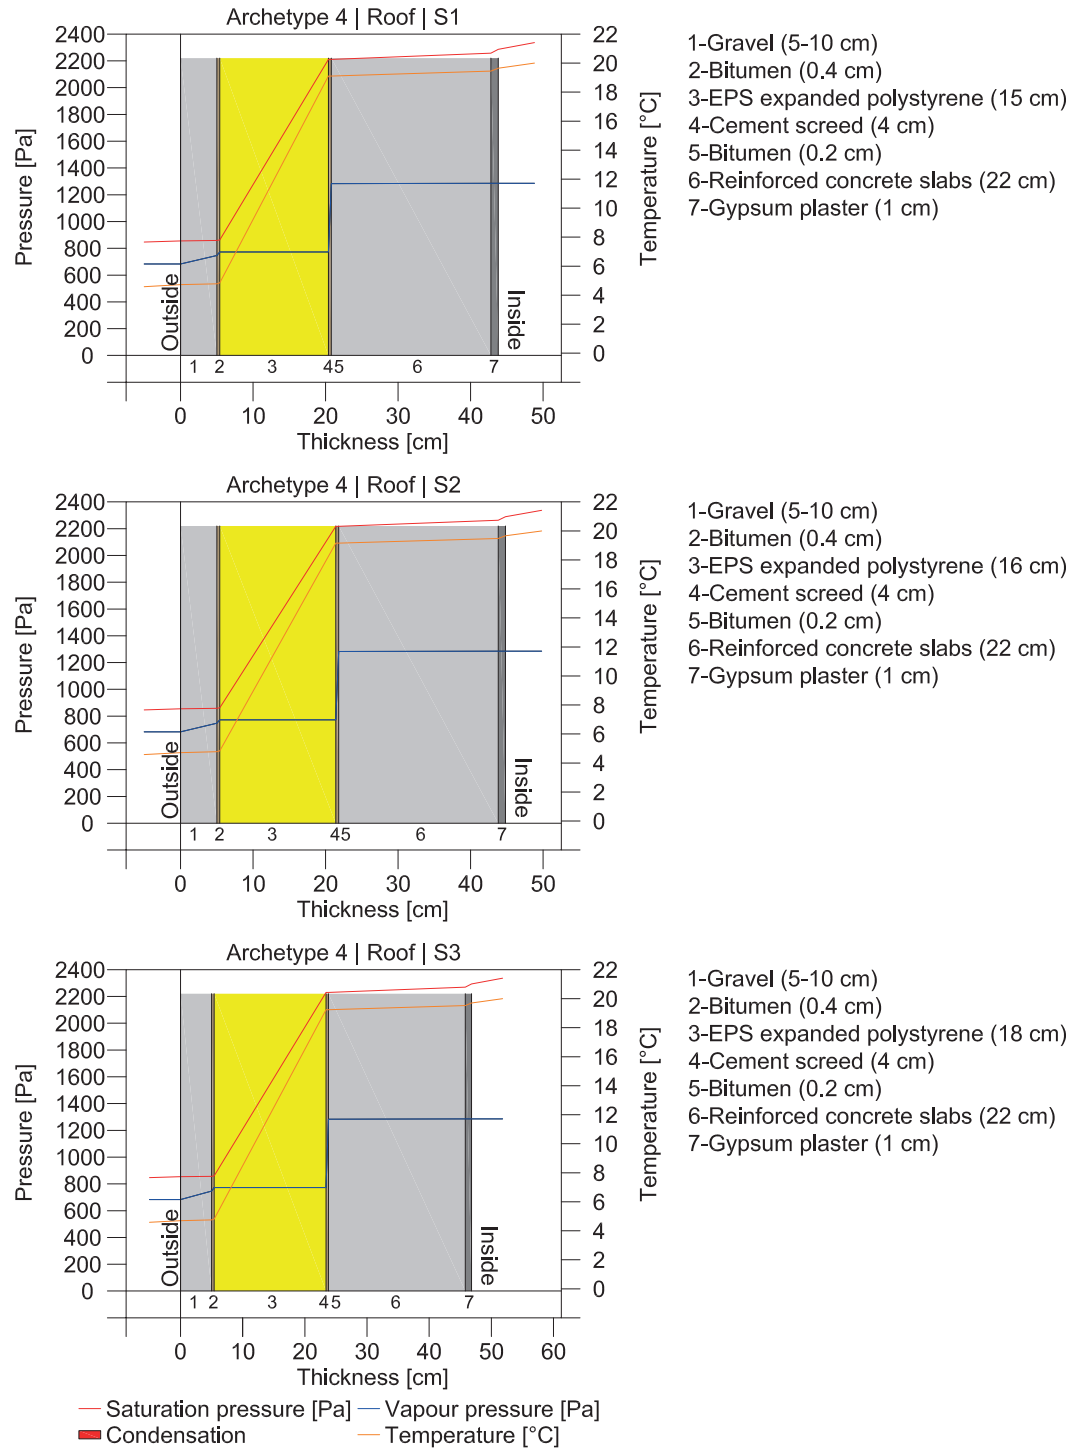 Archetype 4 | Roof | S1
2400
2200
2000
1800
1600
1400
1200
1000
800
600
400
200
0
Pressure [Pa]
Outside
Inside
1 2 3 45 6 7
22
20
18
16
14
12
10
8
6
4
2
0
Temperature [°C]
0 10 20 30 40 50
Thickness [cm]
1-Gravel (5-10 cm)
2-Bitumen (0.4 cm)
3-EPS expanded polystyrene (15 cm)
4-Cement screed (4 cm)
5-Bitumen (0.2 cm)
6-Reinforced concrete slabs (22 cm)
7-Gypsum plaster (1 cm)
Archetype 4 | Roof | S2
2400
2200
2000
1800
1600
1400
1200
1000
800
600
400
200
0
Pressure [Pa]
Outside
Inside
1 2 3 45 6 7
22
20
18
16
14
12
10
8
6
4
2
0
Temperature [°C]
0 10 20 30 40 50
Thickness [cm]
1-Gravel (5-10 cm)
2-Bitumen (0.4 cm)
3-EPS expanded polystyrene (16 cm)
4-Cement screed (4 cm)
5-Bitumen (0.2 cm)
6-Reinforced concrete slabs (22 cm)
7-Gypsum plaster (1 cm)
Archetype 4 | Roof | S3
2400
2200
2000
1800
1600
1400
1200
1000
800
600
400
200
0
Pressure [Pa]
Outside
Inside
1 2 3 45 6 7
22
20
18
16
14
12
10
8
6
4
2
0
Temperature [°C]
0 10 20 30 40 50 60
Thickness [cm]
1-Gravel (5-10 cm)
2-Bitumen (0.4 cm)
3-EPS expanded polystyrene (18 cm)
4-Cement screed (4 cm)
5-Bitumen (0.2 cm)
6-Reinforced concrete slabs (22 cm)
7-Gypsum plaster (1 cm)
Saturation pressure [Pa] Vapour pressure [Pa]
Condensation Temperature [°C]